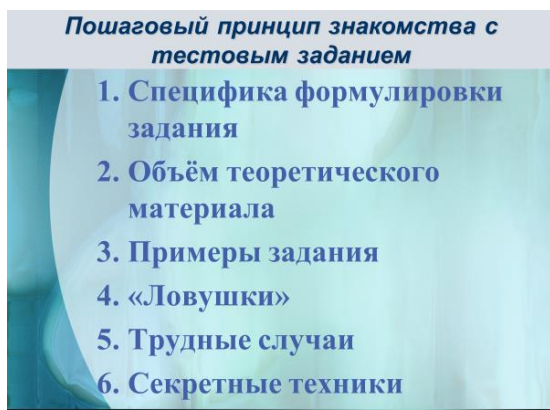 Пошаговый принцип знакомства с
тестовым заданием
1. Специфика формулировки
задания
2. Объём теоретического
материала
3. Примеры задания
4. «Ловушки»
5. Трудные случаи
6. Секретные техники